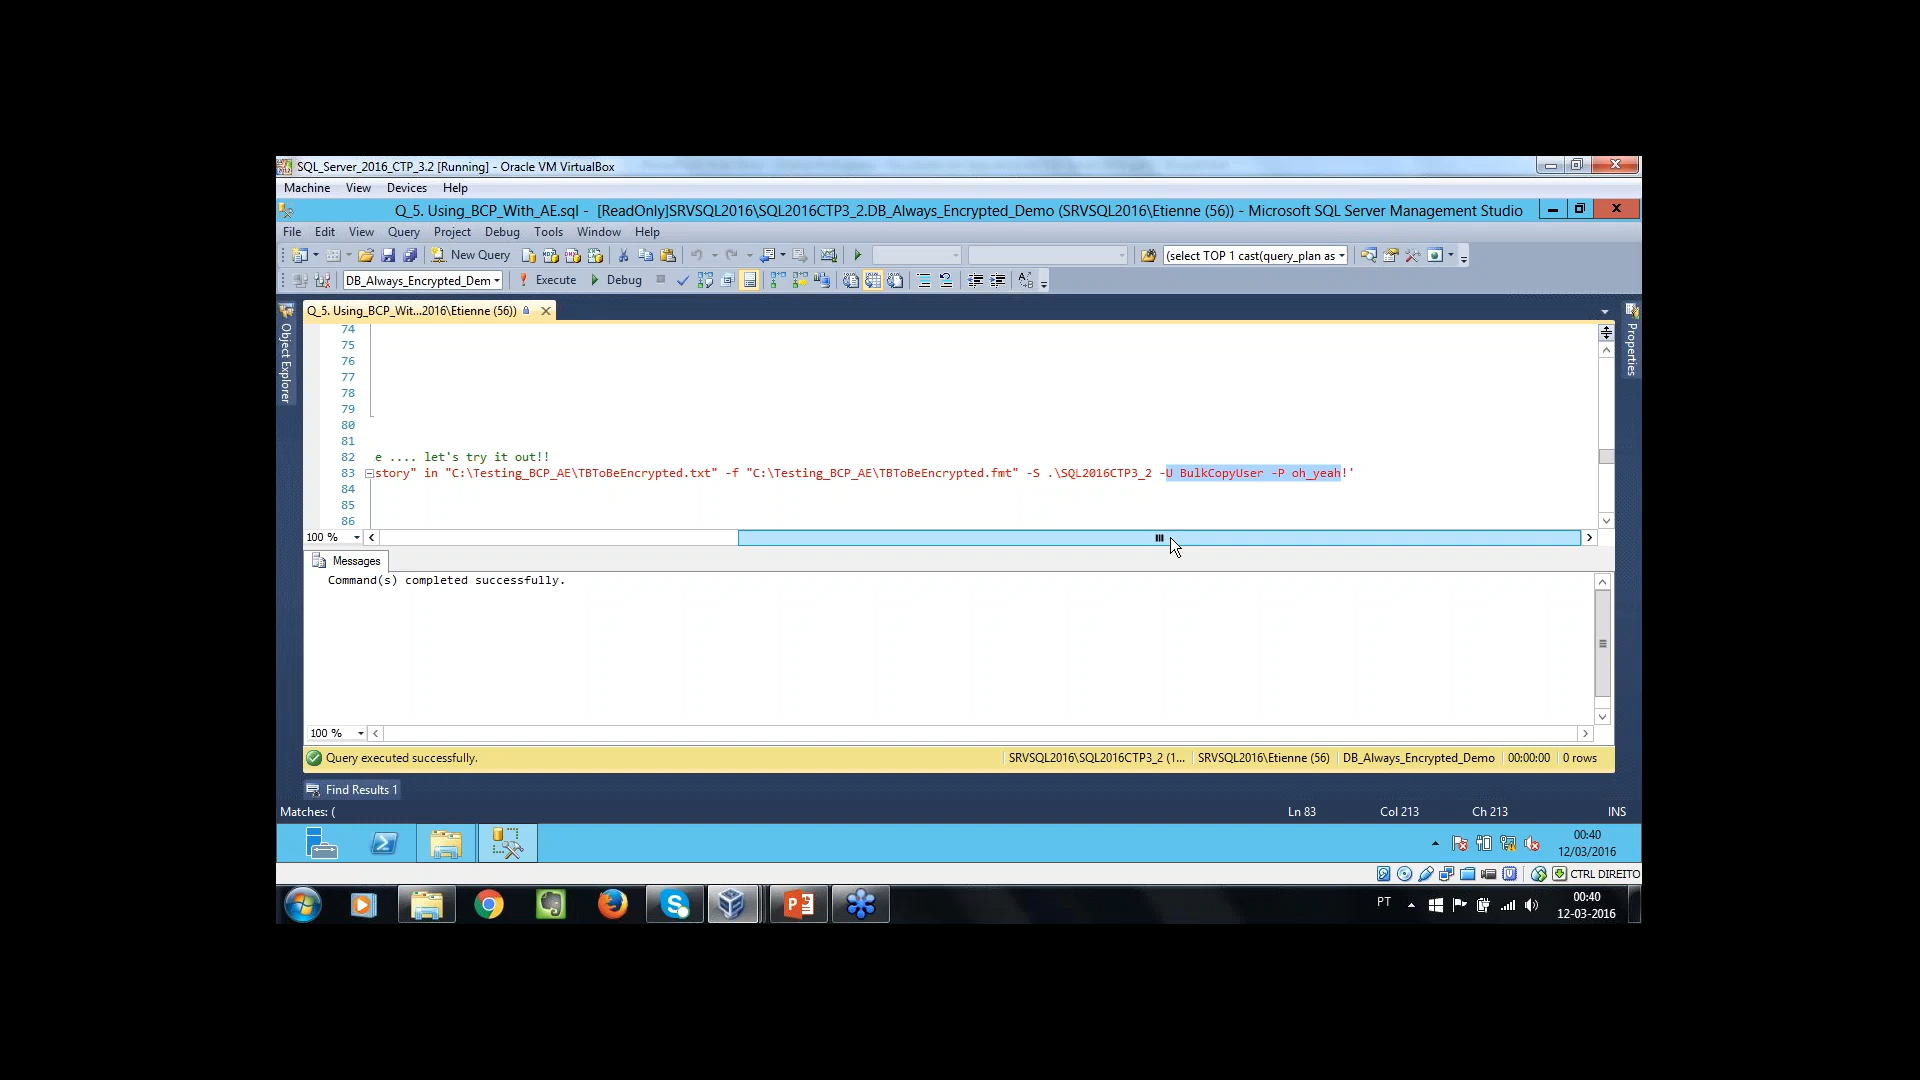 SQL_Server_2016_CTP_3.2 [Running] - Oracle VM VirtualBox
Machine View Devices Help
Q_5. Using_BCP_With_AE.sql - [ReadOnly]SRVSQL2016\SQL2016CTP3_2.DB_Always_Encrypted_Demo (SRVSQL2016\Etienne (56)) - Microsoft SQL Server Management Studio
File Edit View Query Project Debug Tools Window Help
New Query (select TOP 1 cast(query_plan as
DB_Always_Encrypted_Dem Execute Debug
Q_5. Using_BCP_Wit...2016\Etienne (56))
Object Explorer
Properties
74
75
76
77
78
79
80
81
82 e .... let's try it out!!
83 story" in "C:\Testing_BCP_AE\TBToBeEncrypted.txt" -f "C:\Testing_BCP_AE\TBToBeEncrypted.fmt" -S .\SQL2016CTP3_2 -U BulkCopyUser -P oh_yeah!'
84
85
86
100 %
Messages
Command(s) completed successfully.
100 %
Query executed successfully. SRVSQL2016\SQL2016CTP3_2 (1... SRVSQL2016\Etienne (56) DB_Always_Encrypted_Demo 00:00:00 0 rows
Find Results 1
Matches: ( Ln 83 Col 213 Ch 213 INS
00:40
12/03/2016
CTRL DIREITO
PT 00:40
12-03-2016